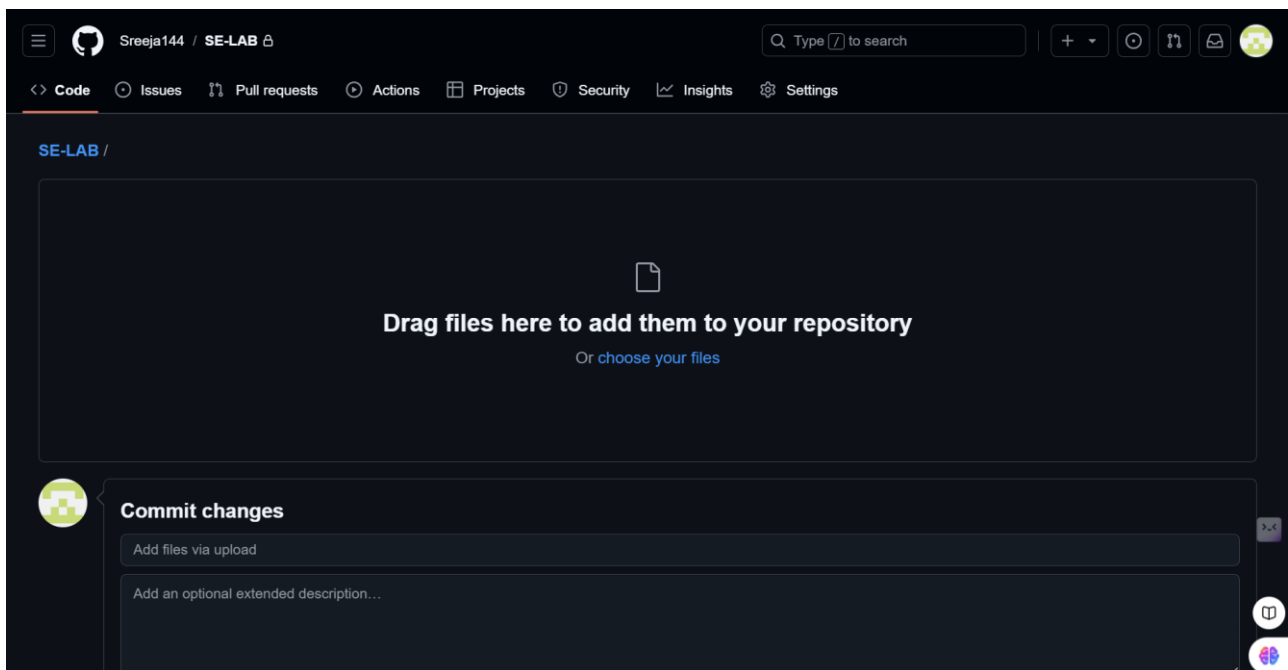 Sreeja144 / SE-LAB
Type / to search
Code Issues Pull requests Actions Projects Security Insights Settings
SE-LAB /
Drag files here to add them to your repository
Or choose your files
Commit changes
Add files via upload
Add an optional extended description…